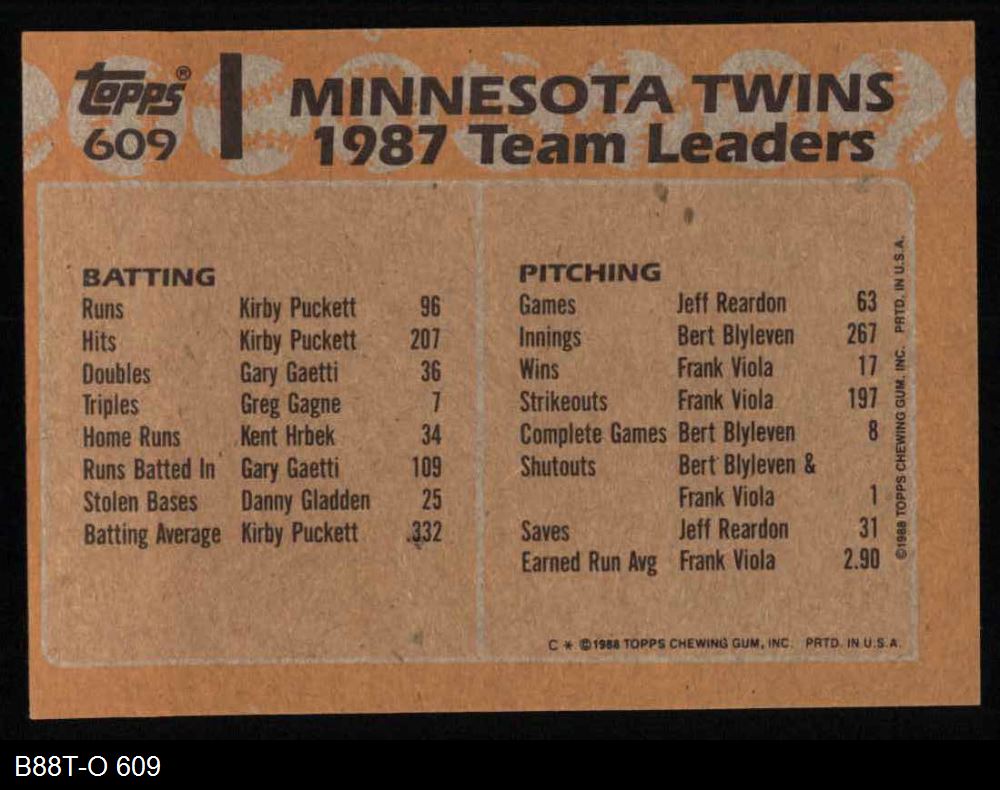 topps®
609
MINNESOTA TWINS
1987 Team Leaders
BATTING
Runs Kirby Puckett 96
Hits Kirby Puckett 207
Doubles Gary Gaetti 36
Triples Greg Gagne 7
Home Runs Kent Hrbek 34
Runs Batted In Gary Gaetti 109
Stolen Bases Danny Gladden 25
Batting Average Kirby Puckett .332
PITCHING
Games Jeff Reardon 63
Innings Bert Blyleven 267
Wins Frank Viola 17
Strikeouts Frank Viola 197
Complete Games Bert Blyleven 8
Shutouts Bert Blyleven &
Frank Viola 1
Saves Jeff Reardon 31
Earned Run Avg Frank Viola 2.90
©1988 TOPPS CHEWING GUM, INC. PRTD. IN U.S.A.
C * ©1988 TOPPS CHEWING GUM, INC. PRTD. IN U.S.A.
B88T-O 609